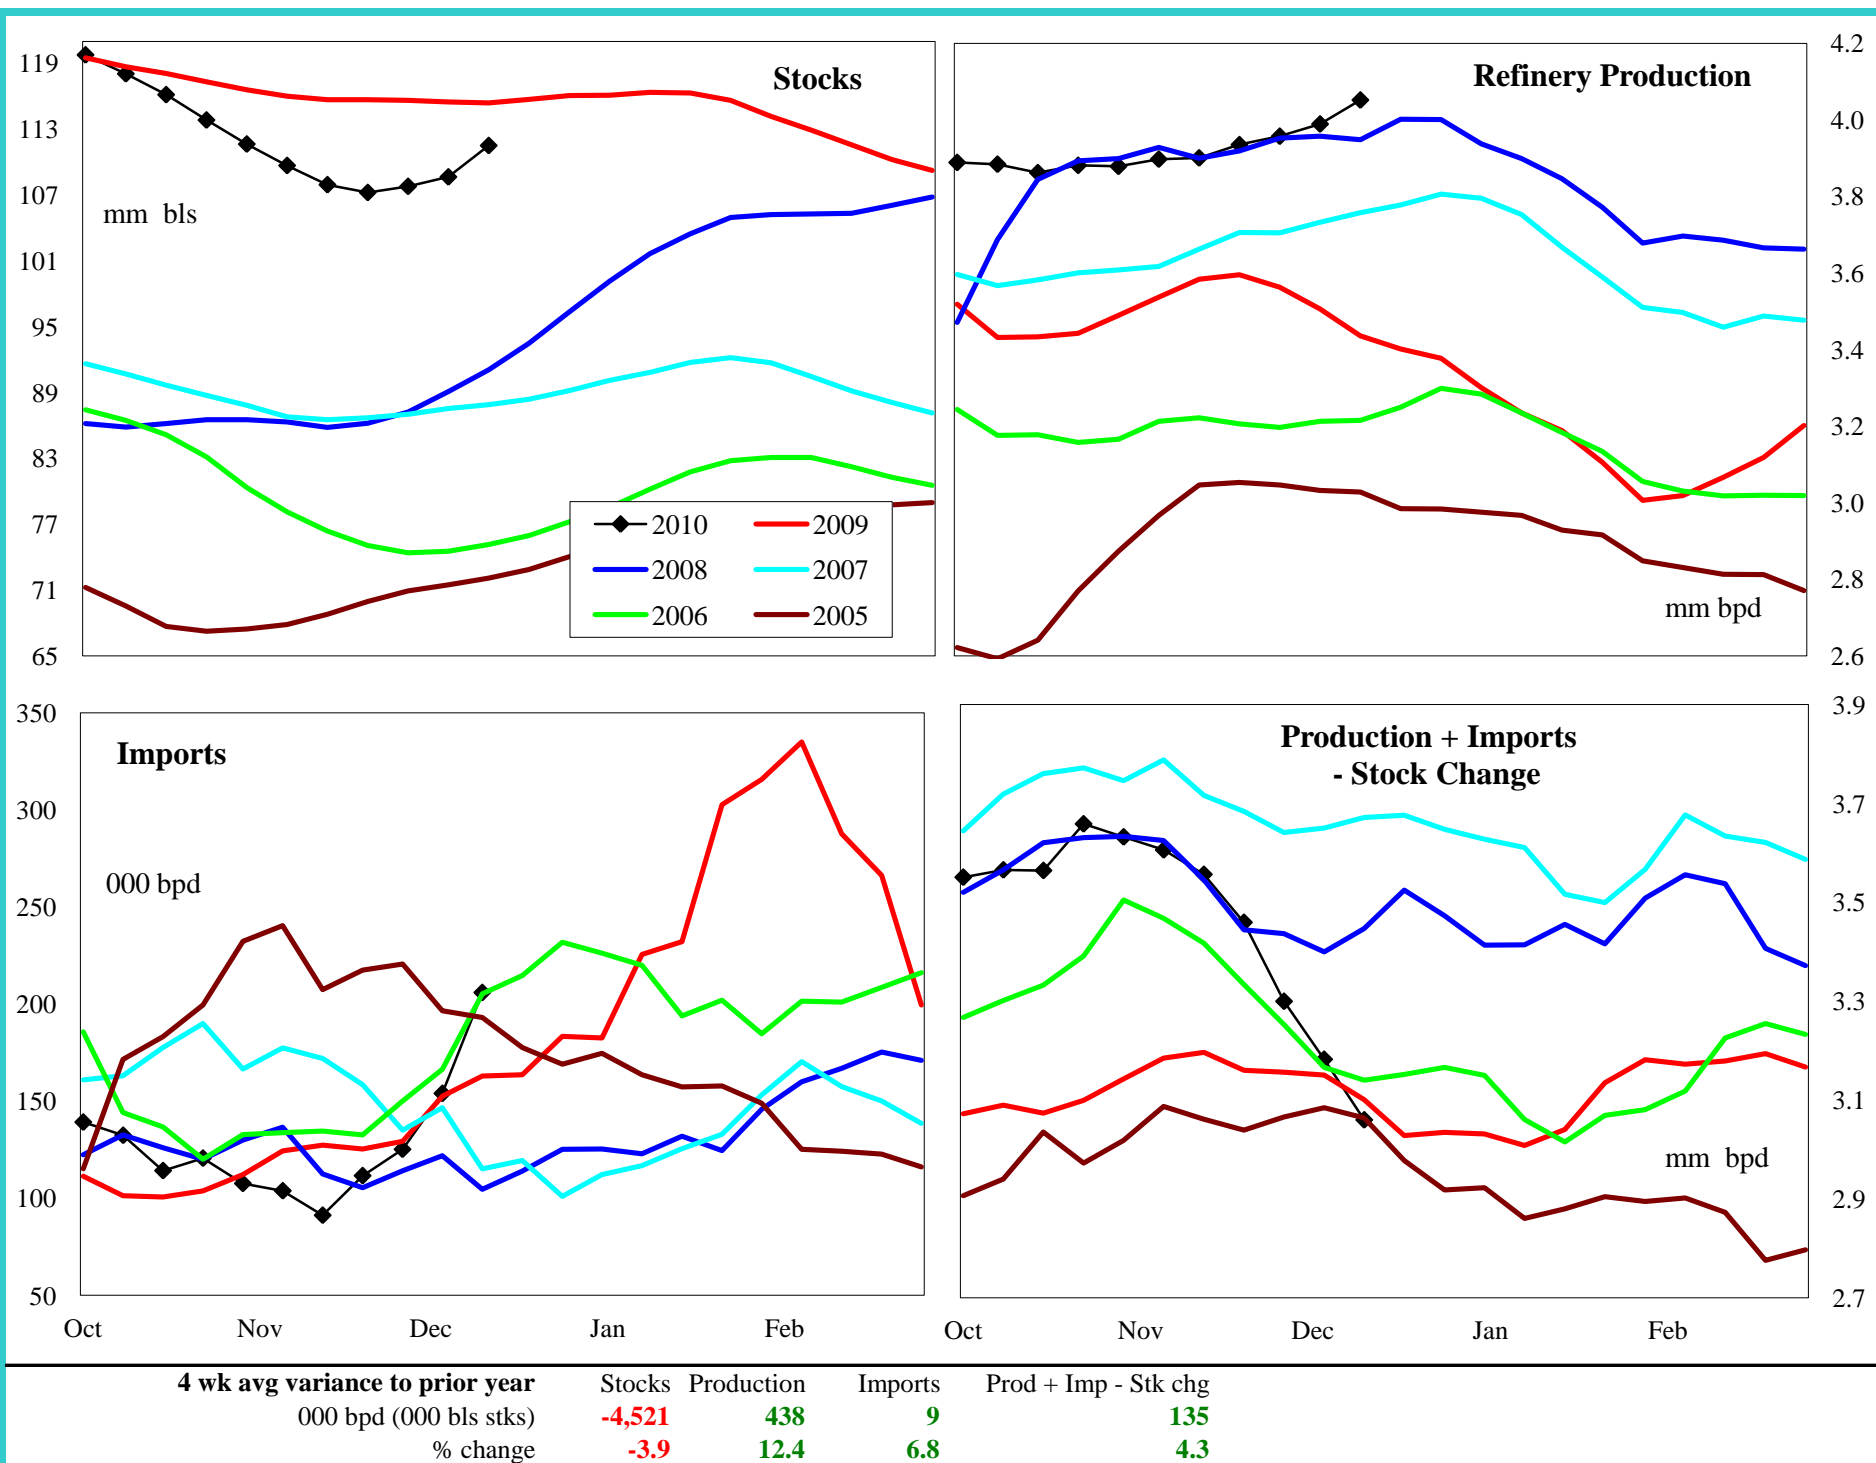 Stocks
mm bls
119
113
107
101
95
89
83
77
71
65
2010
2009
2008
2007
2006
2005
Refinery Production
mm bpd
4.2
4.0
3.8
3.6
3.4
3.2
3.0
2.8
2.6
Imports
000 bpd
350
300
250
200
150
100
50
Oct Nov Dec Jan Feb
Production + Imports
- Stock Change
mm bpd
3.9
3.7
3.5
3.3
3.1
2.9
2.7
Oct Nov Dec Jan Feb
4 wk avg variance to prior year Stocks Production Imports Prod + Imp - Stk chg
000 bpd (000 bls stks) -4,521 438 9 135
% change -3.9 12.4 6.8 4.3